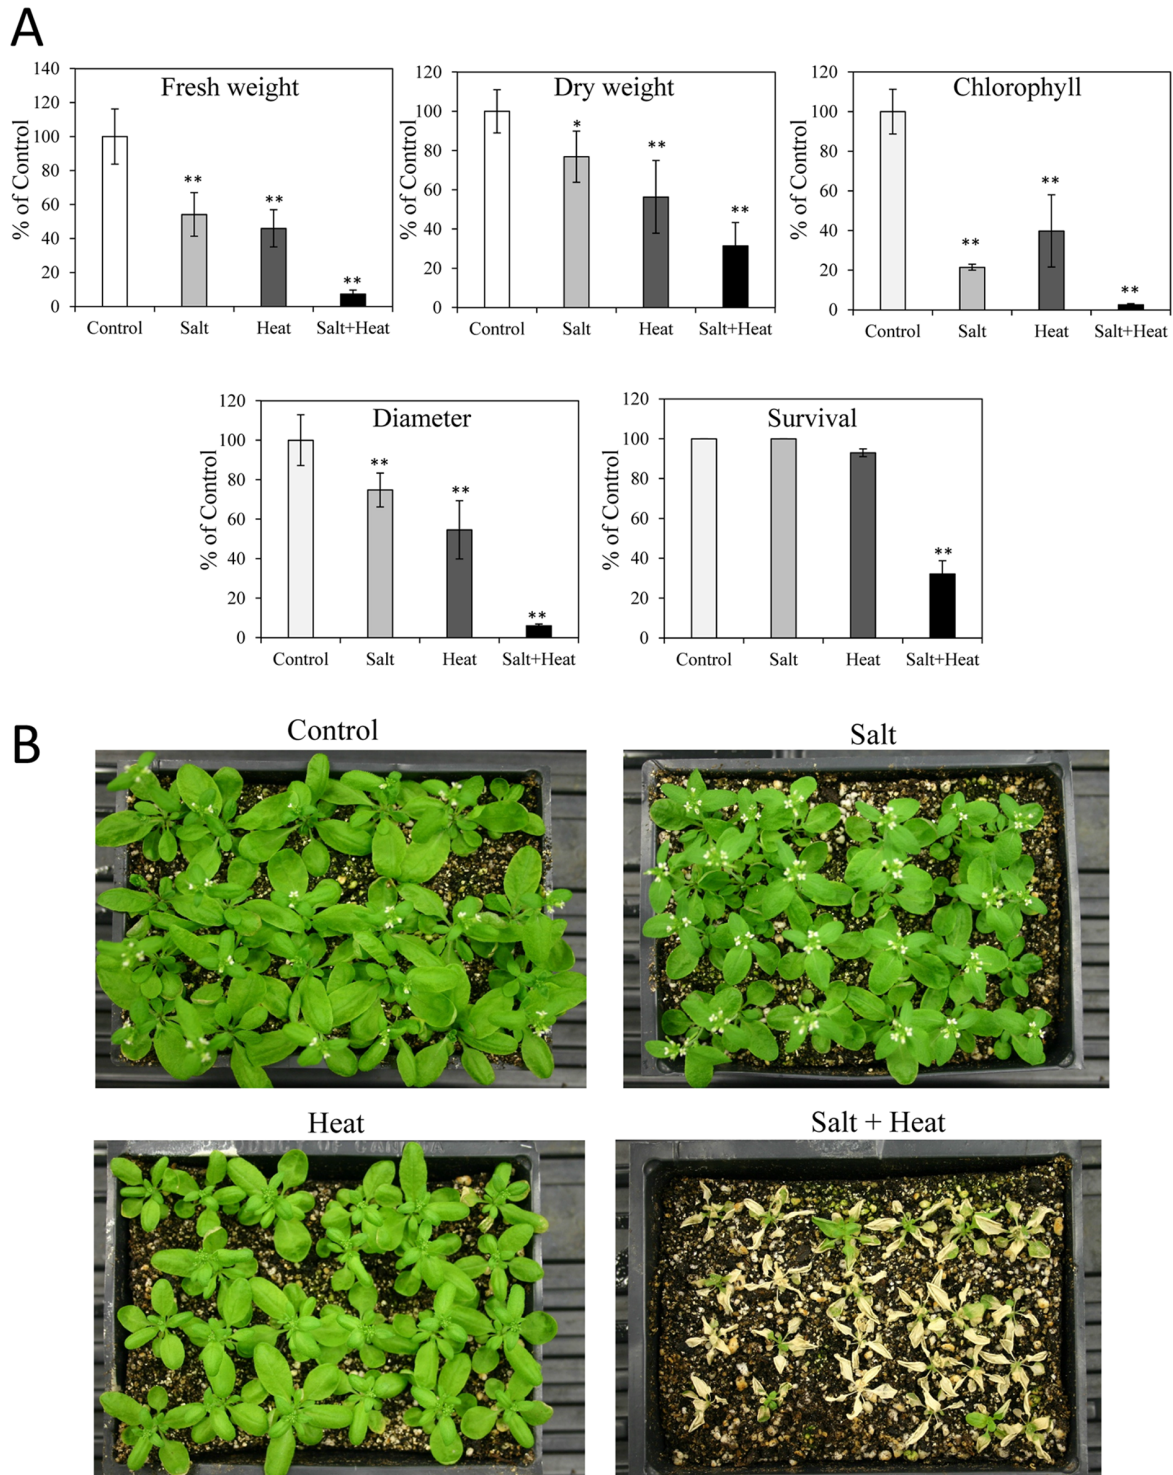 A
Fresh weight
% of Control
140
120
100
80
60
40
20
0
**
**
**
Control Salt Heat Salt+Heat
Dry weight
% of Control
120
100
80
60
40
20
0
*
**
**
Control Salt Heat Salt+Heat
Chlorophyll
% of Control
120
100
80
60
40
20
0
**
**
**
Control Salt Heat Salt+Heat
Diameter
% of Control
120
100
80
60
40
20
0
**
**
**
Control Salt Heat Salt+Heat
Survival
% of Control
120
100
80
60
40
20
0
**
Control Salt Heat Salt+Heat
B
Control
Salt
Heat
Salt + Heat